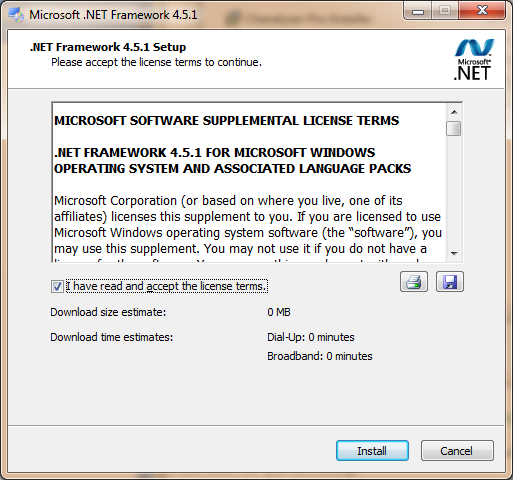 Microsoft .NET Framework 4.5.1
.NET Framework 4.5.1 Setup
Please accept the license terms to continue.
Microsoft®
.NET
MICROSOFT SOFTWARE SUPPLEMENTAL LICENSE TERMS
.NET FRAMEWORK 4.5.1 FOR MICROSOFT WINDOWS
OPERATING SYSTEM AND ASSOCIATED LANGUAGE PACKS
Microsoft Corporation (or based on where you live, one of its
affiliates) licenses this supplement to you. If you are licensed to use
Microsoft Windows operating system software (the “software”), you
may use this supplement. You may not use it if you do not have a
I have read and accept the license terms.
Download size estimate: 0 MB
Download time estimates: Dial-Up: 0 minutes
Broadband: 0 minutes
Install Cancel